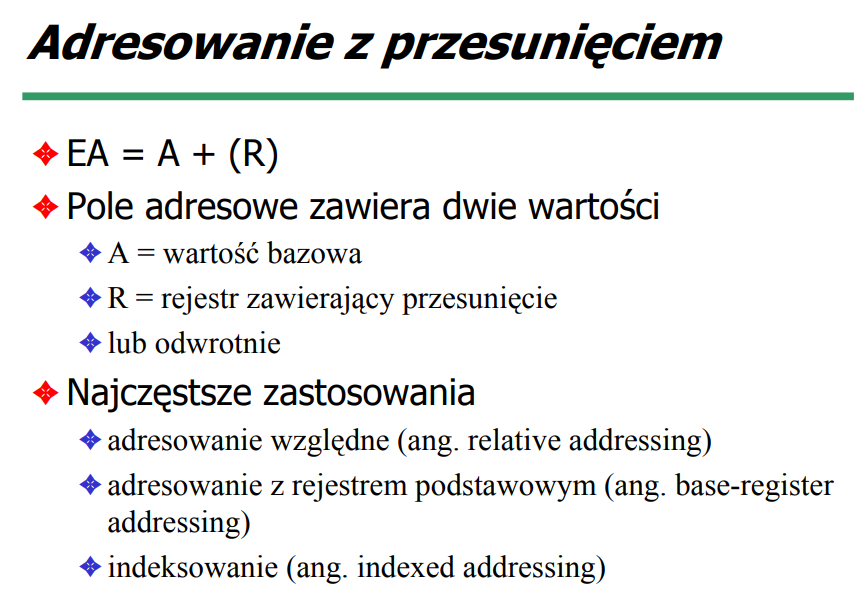 Adresowanie z przesunięciem
EA = A + (R)
Pole adresowe zawiera dwie wartości
A = wartość bazowa
R = rejestr zawierający przesunięcie
lub odwrotnie
Najczęstsze zastosowania
adresowanie względne (ang. relative addressing)
adresowanie z rejestrem podstawowym (ang. base-register
addressing)
indeksowanie (ang. indexed addressing)